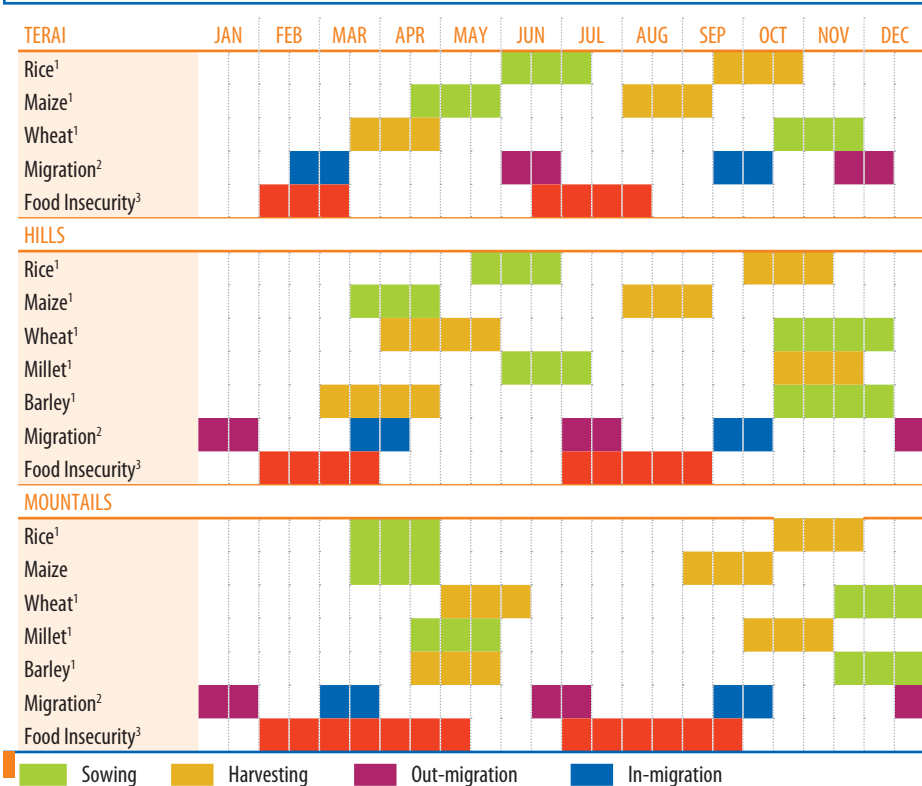 TERAI JAN FEB MAR APR MAY JUN JUL AUG SEP OCT NOV DEC
Rice1
Maize1
Wheat1
Migration2
Food Insecurity3
HILLS
Rice1
Maize1
Wheat1
Millet1
Barley1
Migration2
Food Insecurity3
MOUNTAILS
Rice1
Maize
Wheat1
Millet1
Barley1
Migration2
Food Insecurity3
Sowing Harvesting Out-migration In-migration